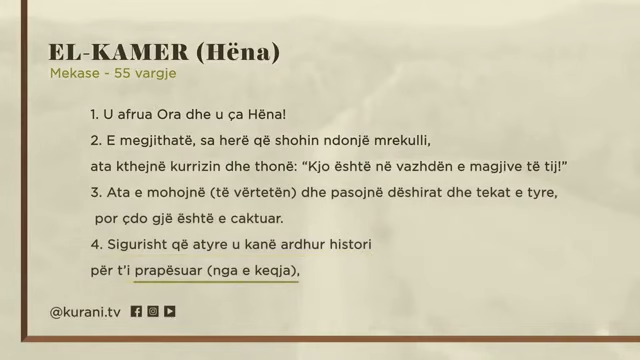 EL-KAMER (Hëna)
Mekase - 55 vargje
1. U afrua Ora dhe u ça Hëna!
2. E megjithatë, sa herë që shohin ndonjë mrekulli,
ata kthejnë kurrizin dhe thonë: “Kjo është në vazhdën e magjive të tij!”
3. Ata e mohojnë (të vërtetën) dhe pasojnë dëshirat dhe tekat e tyre,
por çdo gjë është e caktuar.
4. Sigurisht që atyre u kanë ardhur histori
për t’i prapësuar (nga e keqja),
@kurani.tv